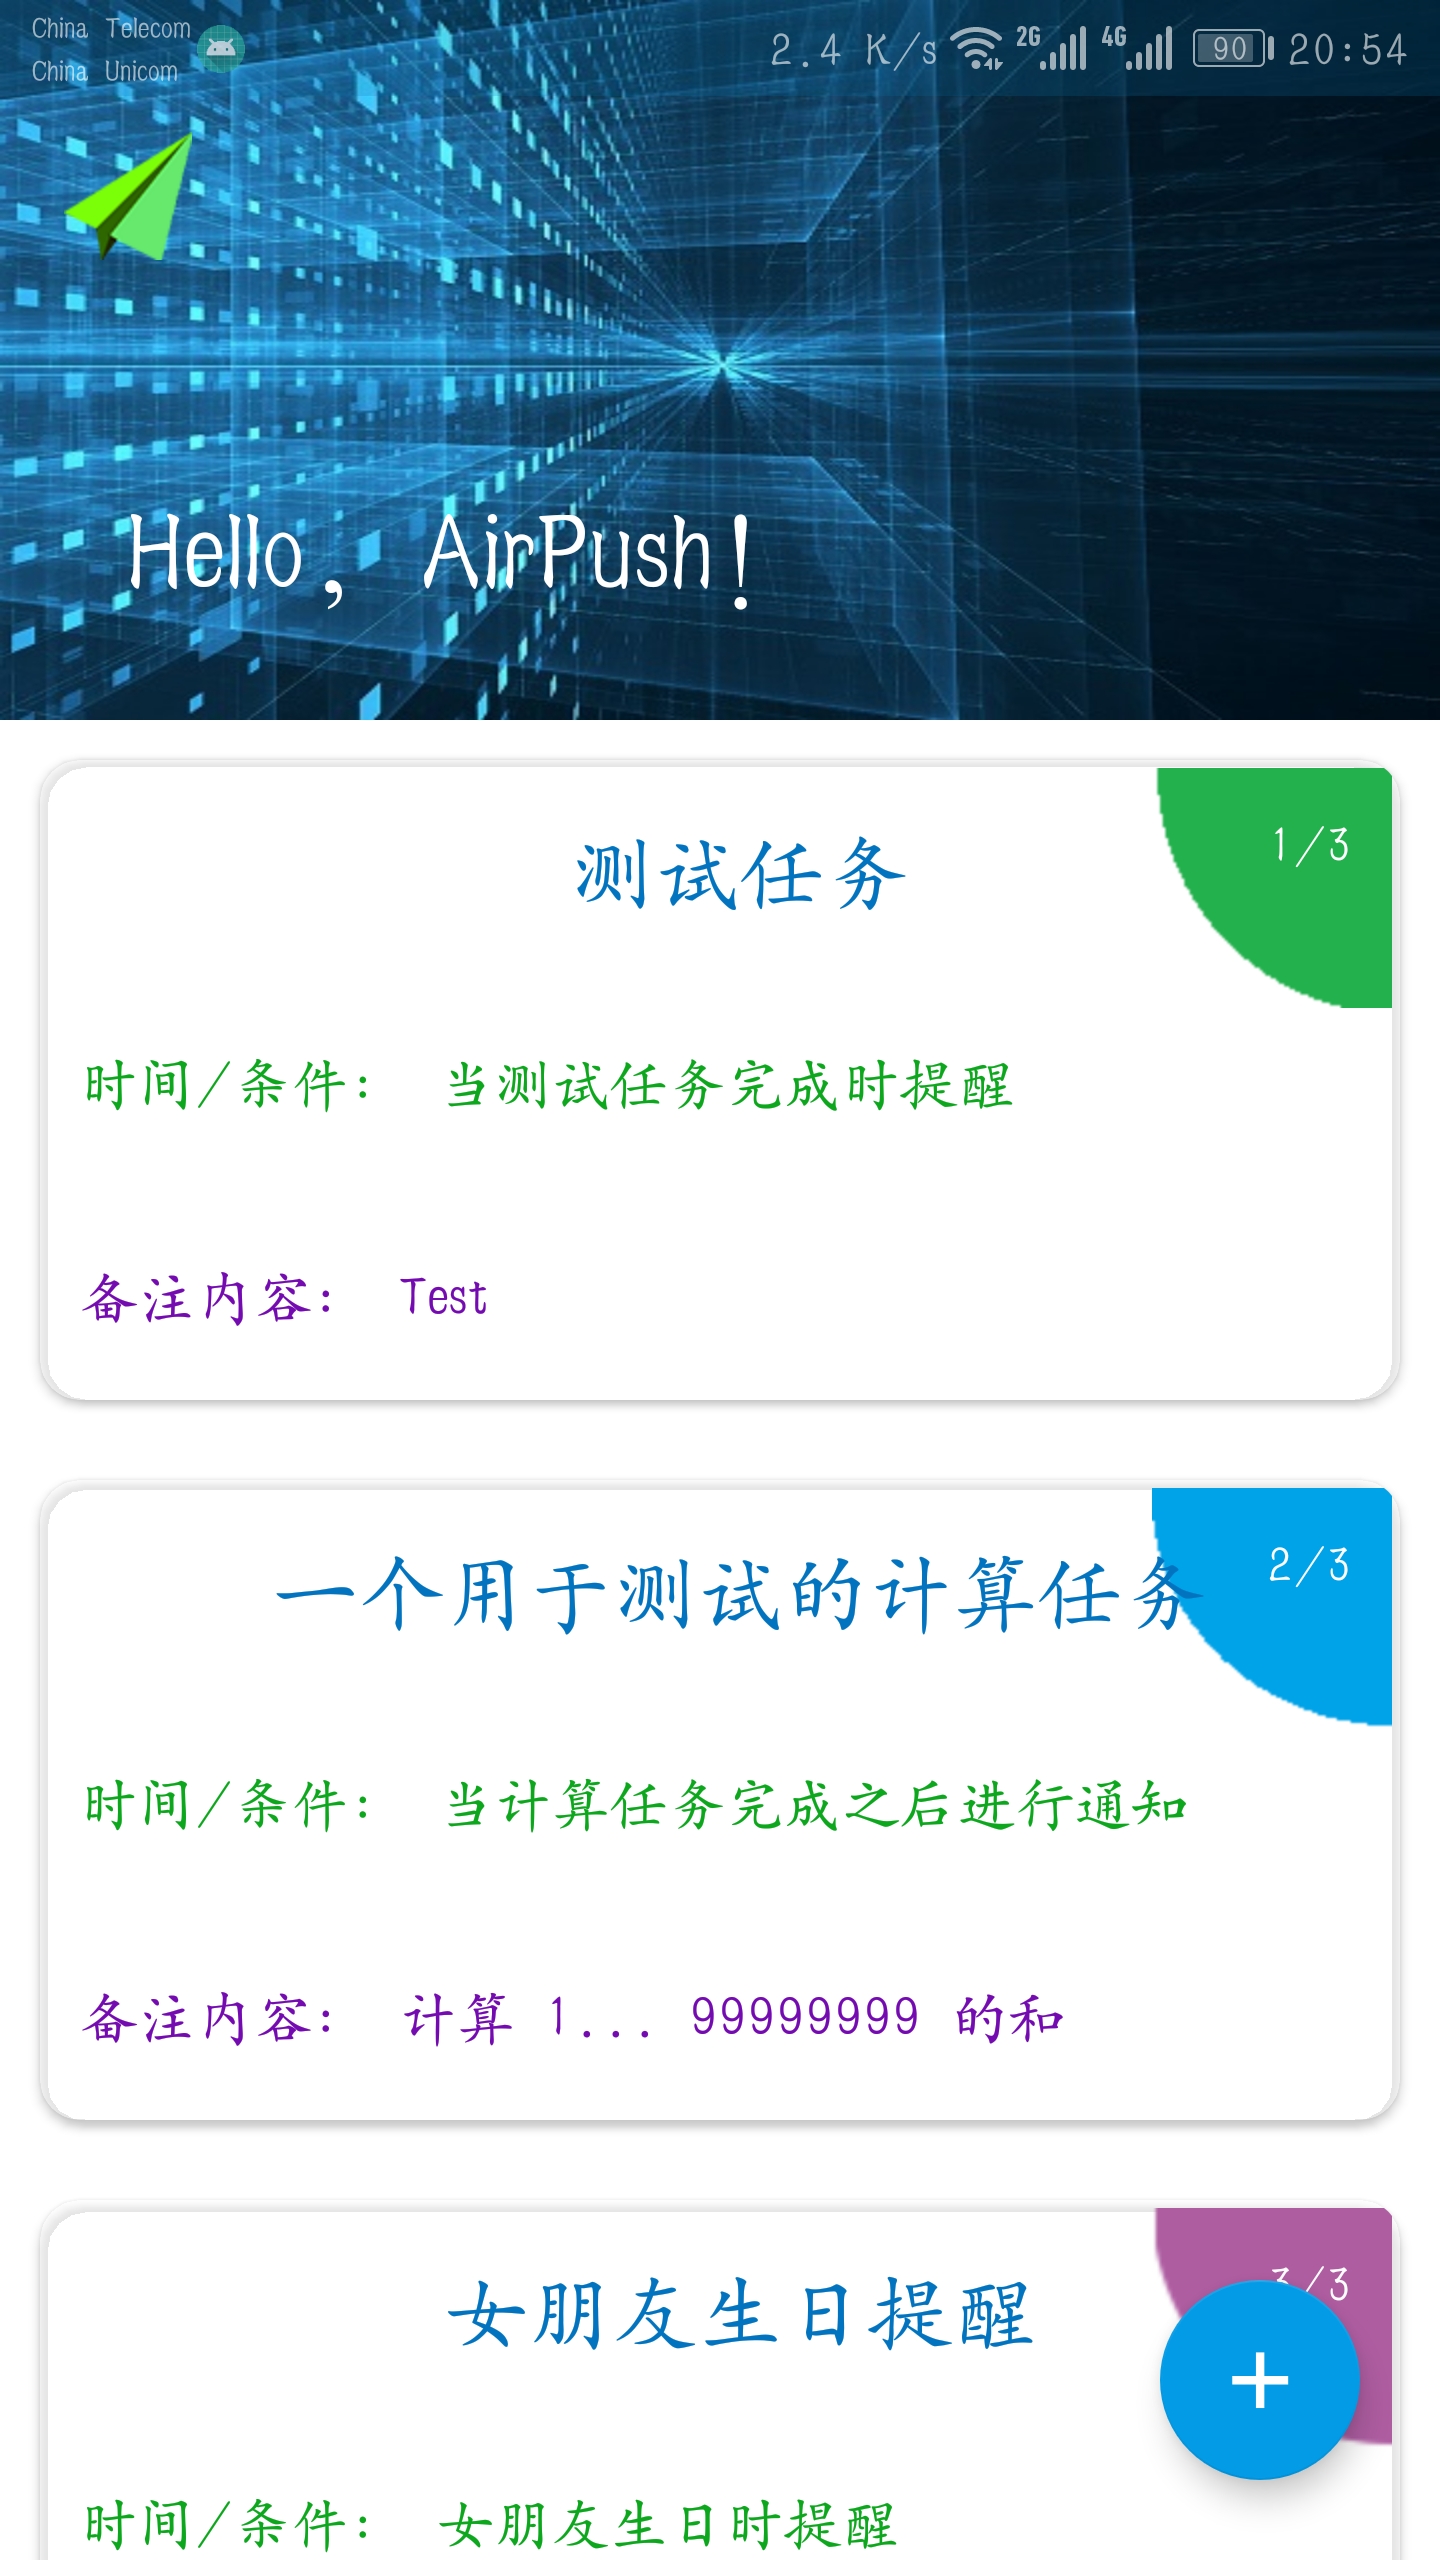 China Telecom
China Unicom
2.4 K/s 2G 4G 90 20:54
Hello, AirPush!
测试任务
1/3
时间/条件: 当测试任务完成时提醒
备注内容: Test
一个用于测试的计算任务
2/3
时间/条件: 当计算任务完成之后进行通知
备注内容: 计算 1... 99999999 的和
女朋友生日提醒
3/3
+
时间/条件: 女朋友生日时提醒